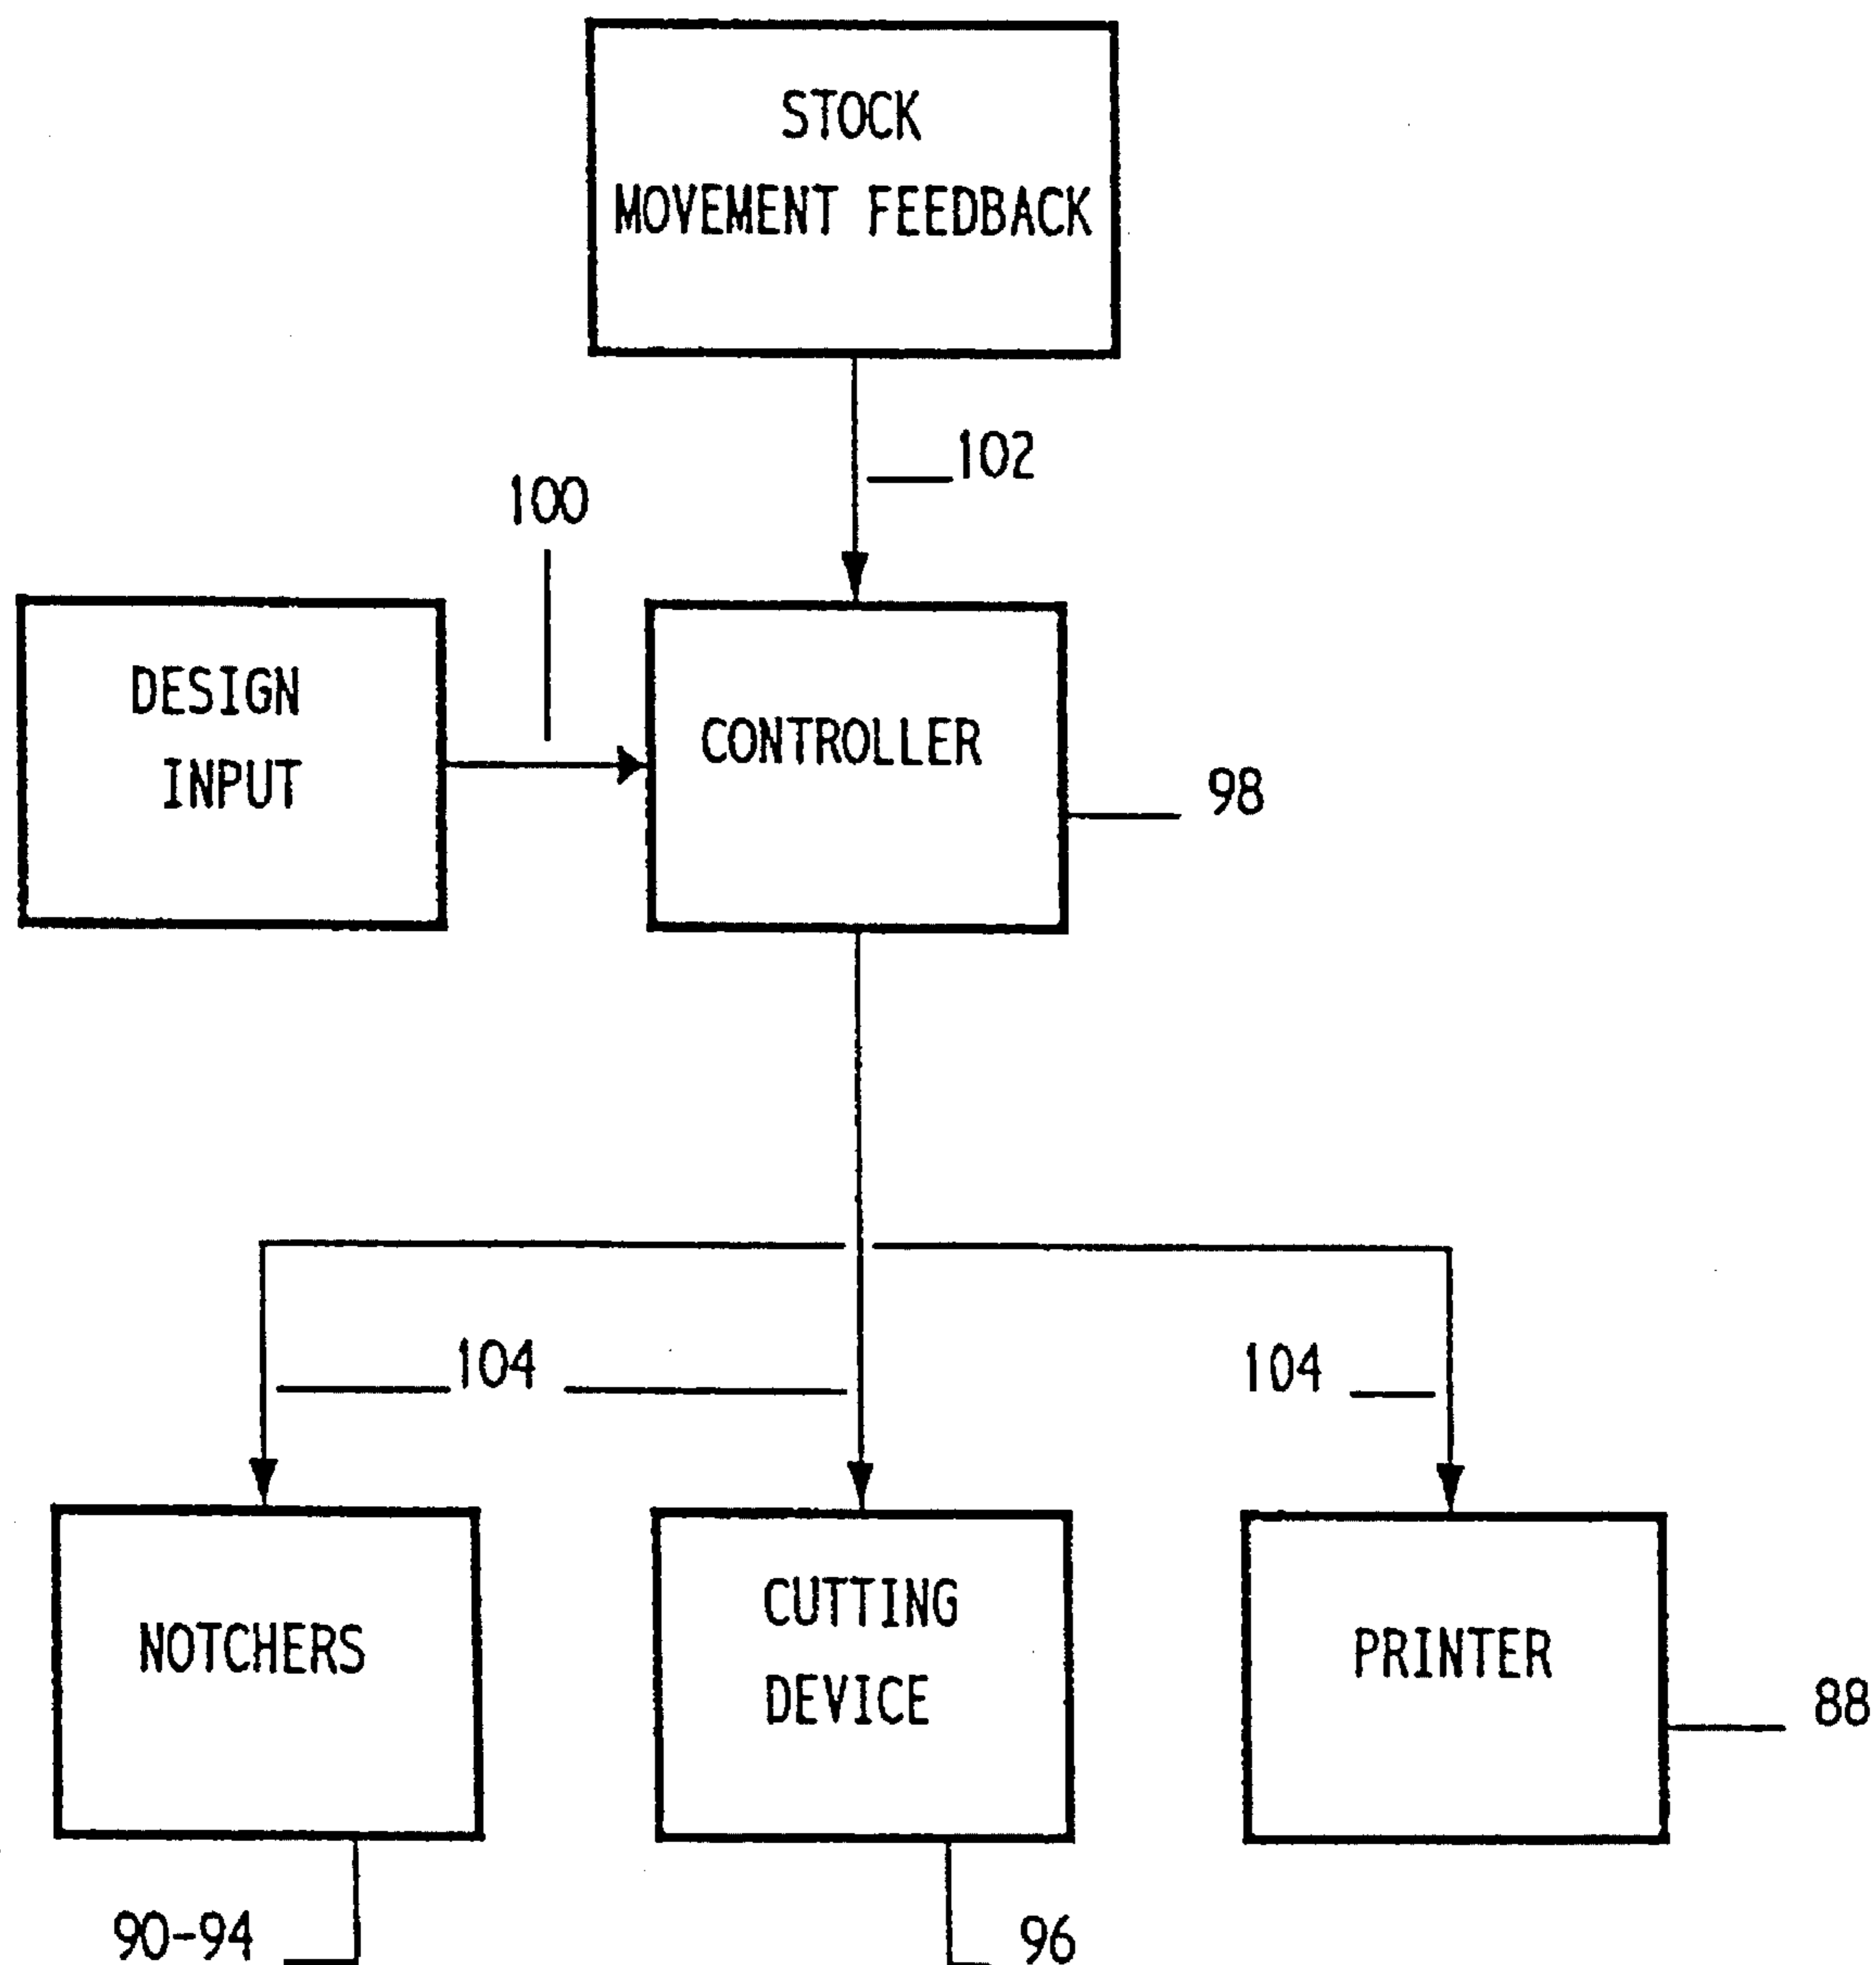 STOCK
MOVEMENT FEEDBACK
102
100
DESIGN
INPUT
CONTROLLER
98
104
104
NOTCHERS
CUTTING
DEVICE
PRINTER
88
90-94
96